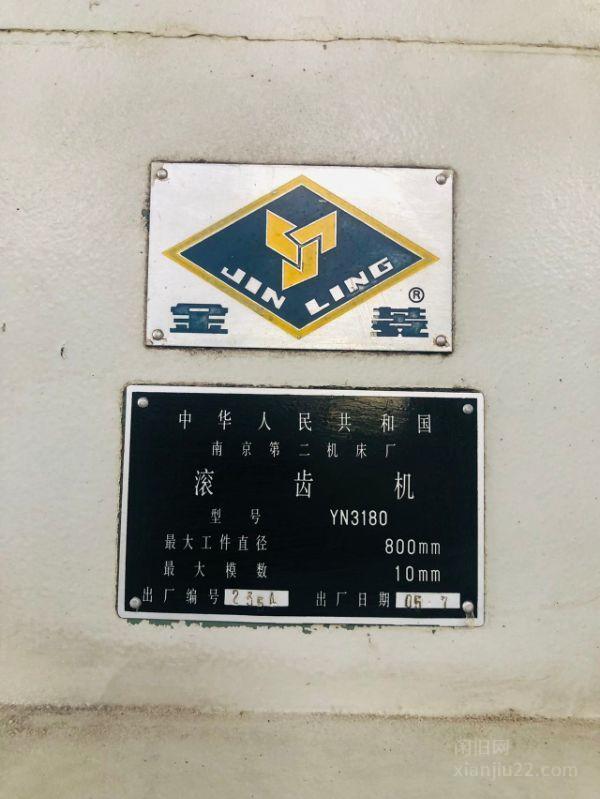 JIN LING
®
金菱
中华人民共和国
南京第二机床厂
滚齿机
型号 YN3180
最大工件直径 800mm
最大模数 10mm
出厂编号 出厂日期 05 7
闲旧网
xianjiu22.com